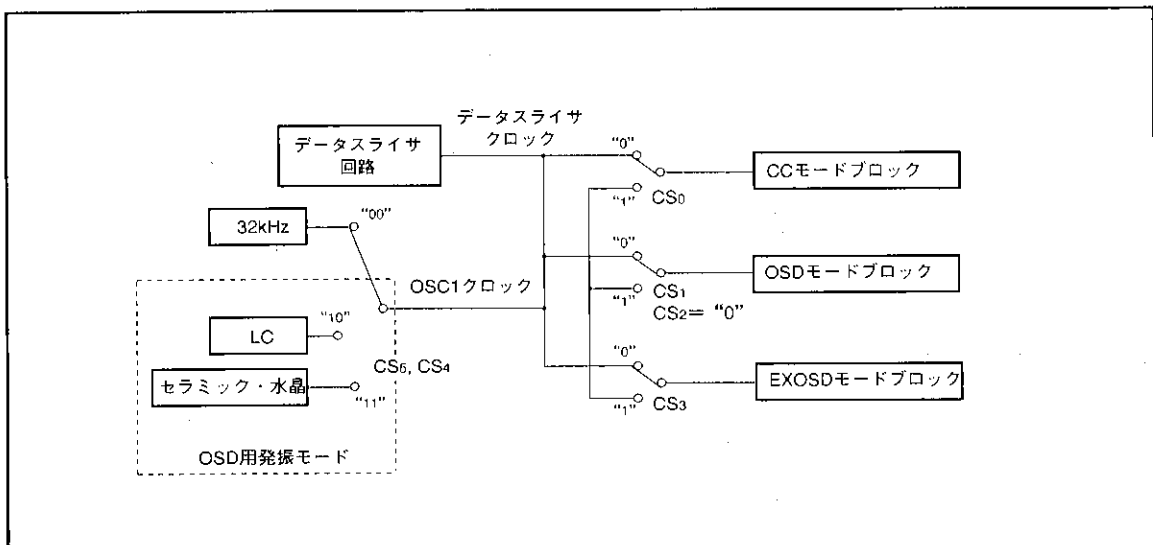 データスライサ
回路
データスライサ
クロック
"0"
CCモードブロック
"1"
CS0
32kHz
"00"
"0"
OSDモードブロック
OSC1クロック
"1"
CS1
CS2= "0"
LC
"10"
"0"
CS5, CS4
EXOSDモードブロック
セラミック・水晶
"11"
"1"
CS3
OSD用発振モード